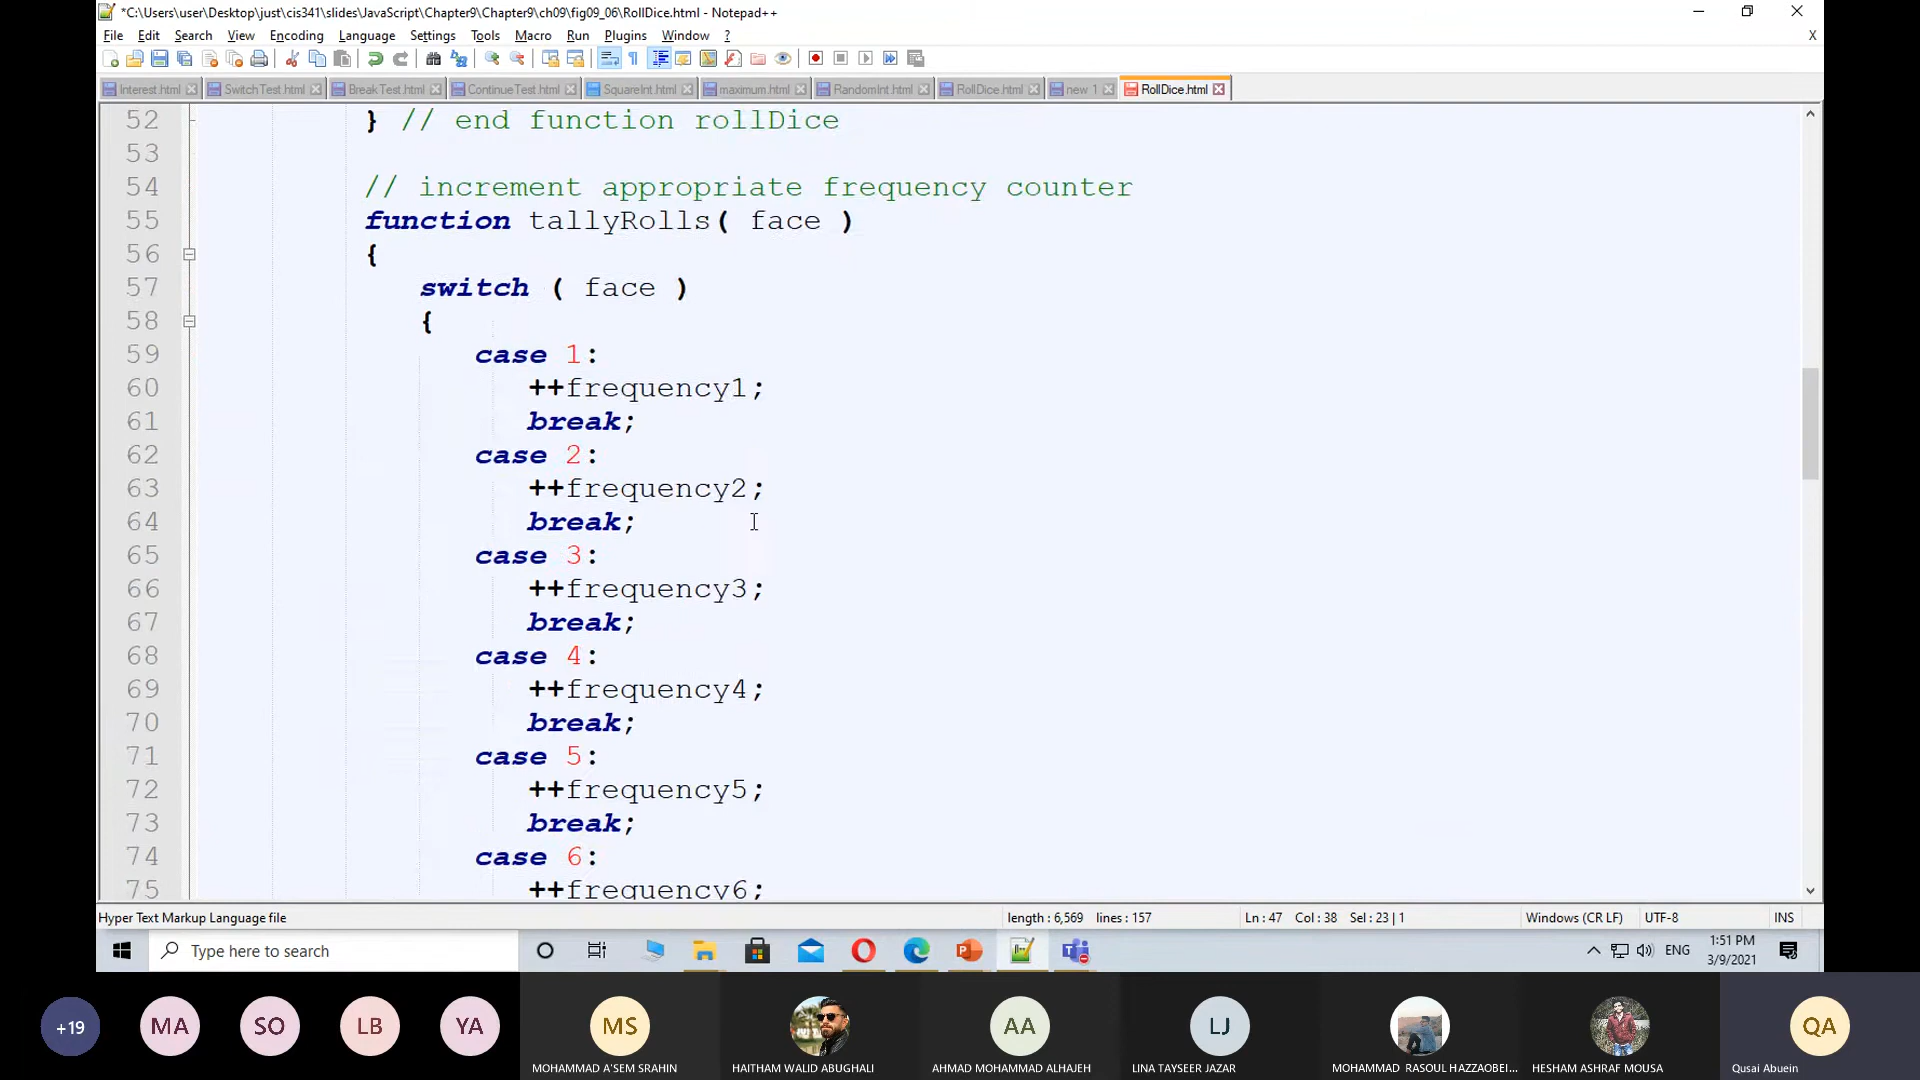 *C:\Users\user\Desktop\just\cis341\slides\JavaScript\Chapter9\Chapter9\ch09\fig09_06\RollDice.html - Notepad++
File Edit Search View Encoding Language Settings Tools Macro Run Plugins Window ? X
Interest.html SwitchTest.html BreakTest.html ContinueTest.html SquareInt.html maximum.html RandomInt.html RollDice.html new 1 RollDice.html
52 } // end function rollDice
53
54 // increment appropriate frequency counter
55 function tallyRolls( face )
56 {
57 switch ( face )
58 {
59 case 1:
60 ++frequency1;
61 break;
62 case 2:
63 ++frequency2;
64 break;
65 case 3:
66 ++frequency3;
67 break;
68 case 4:
69 ++frequency4;
70 break;
71 case 5:
72 ++frequency5;
73 break;
74 case 6:
75 ++frequency6;
Hyper Text Markup Language file length : 6,569 lines : 157 Ln : 47 Col : 38 Sel : 23 | 1 Windows (CR LF) UTF-8 INS
Type here to search ENG 1:51 PM
3/9/2021
+19 MA SO LB YA MS AA LJ QA
MOHAMMAD A'SEM SRAHIN HAITHAM WALID ABUGHALI AHMAD MOHAMMAD ALHAJEH LINA TAYSEER JAZAR MOHAMMAD RASOUL HAZZAOBEI... HESHAM ASHRAF MOUSA Qusai Abuein